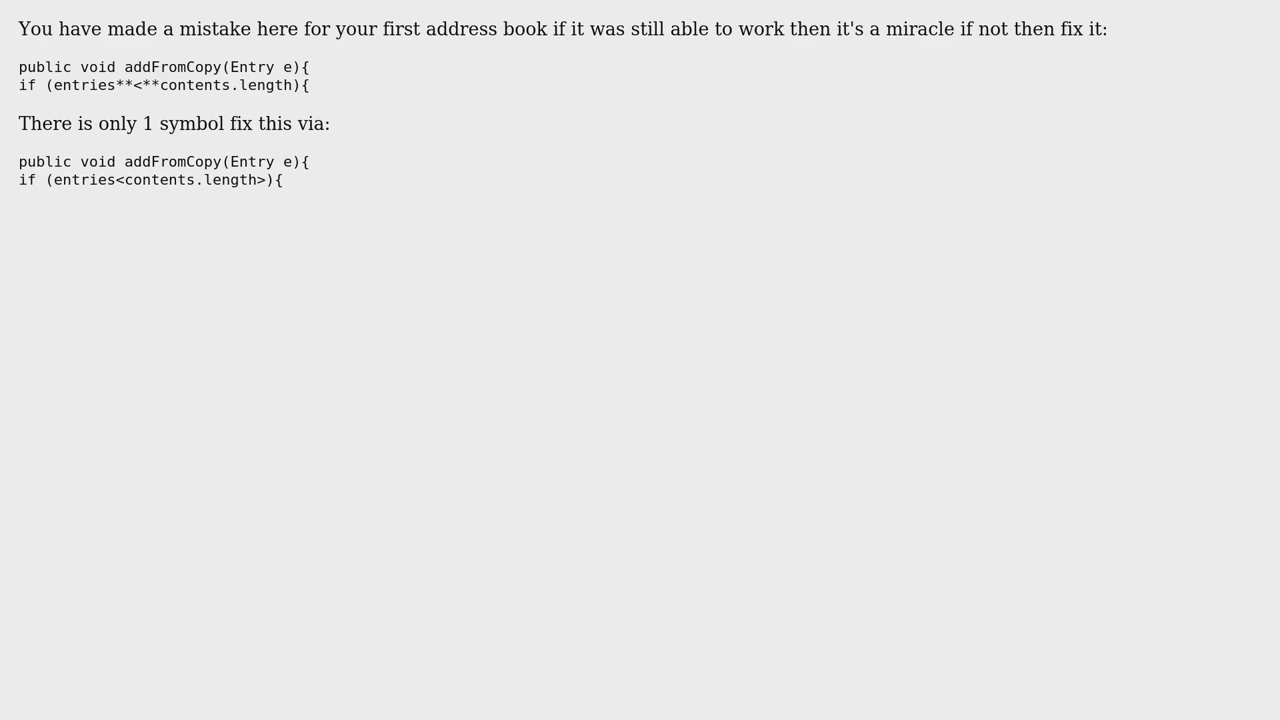 You have made a mistake here for your first address book if it was still able to work then it's a miracle if not then fix it:
public void addFromCopy(Entry e){
if (entries**<**contents.length){
There is only 1 symbol fix this via:
public void addFromCopy(Entry e){
if (entries<contents.length>){